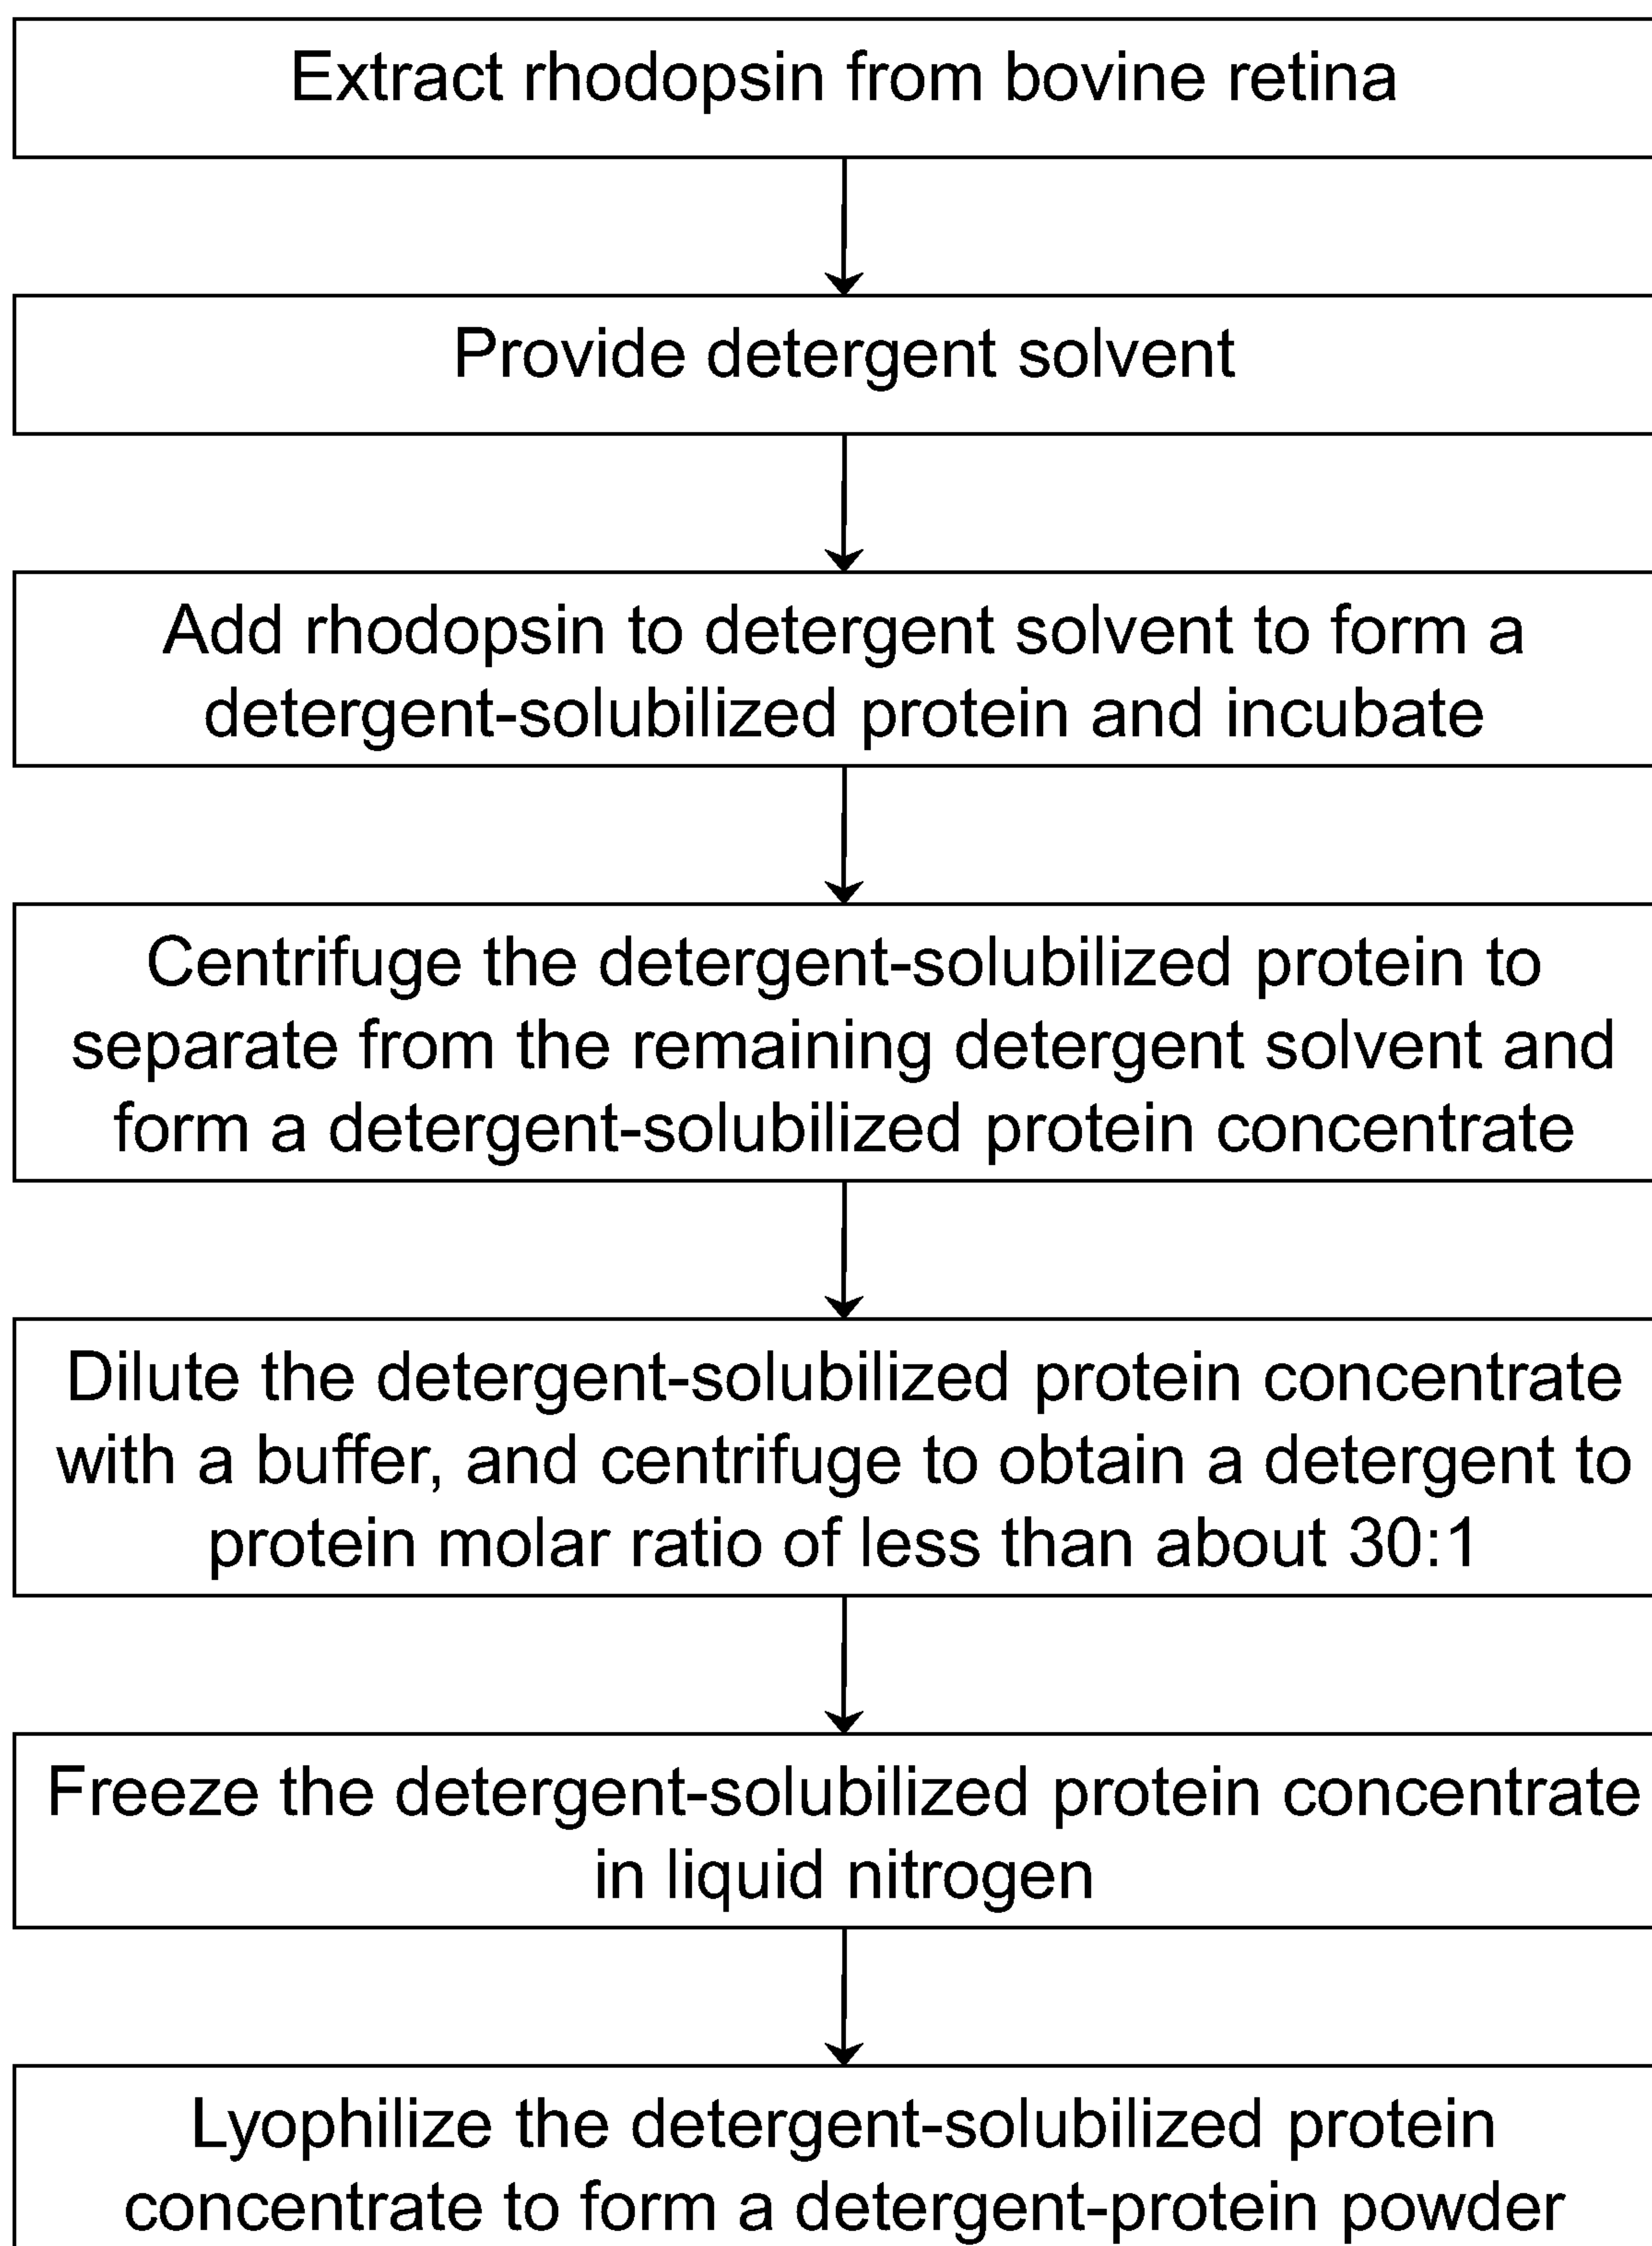 Extract rhodopsin from bovine retina
Provide detergent solvent
Add rhodopsin to detergent solvent to form a
detergent-solubilized protein and incubate
Centrifuge the detergent-solubilized protein to
separate from the remaining detergent solvent and
form a detergent-solubilized protein concentrate
Dilute the detergent-solubilized protein concentrate
with a buffer, and centrifuge to obtain a detergent to
protein molar ratio of less than about 30:1
Freeze the detergent-solubilized protein concentrate
in liquid nitrogen
Lyophilize the detergent-solubilized protein
concentrate to form a detergent-protein powder